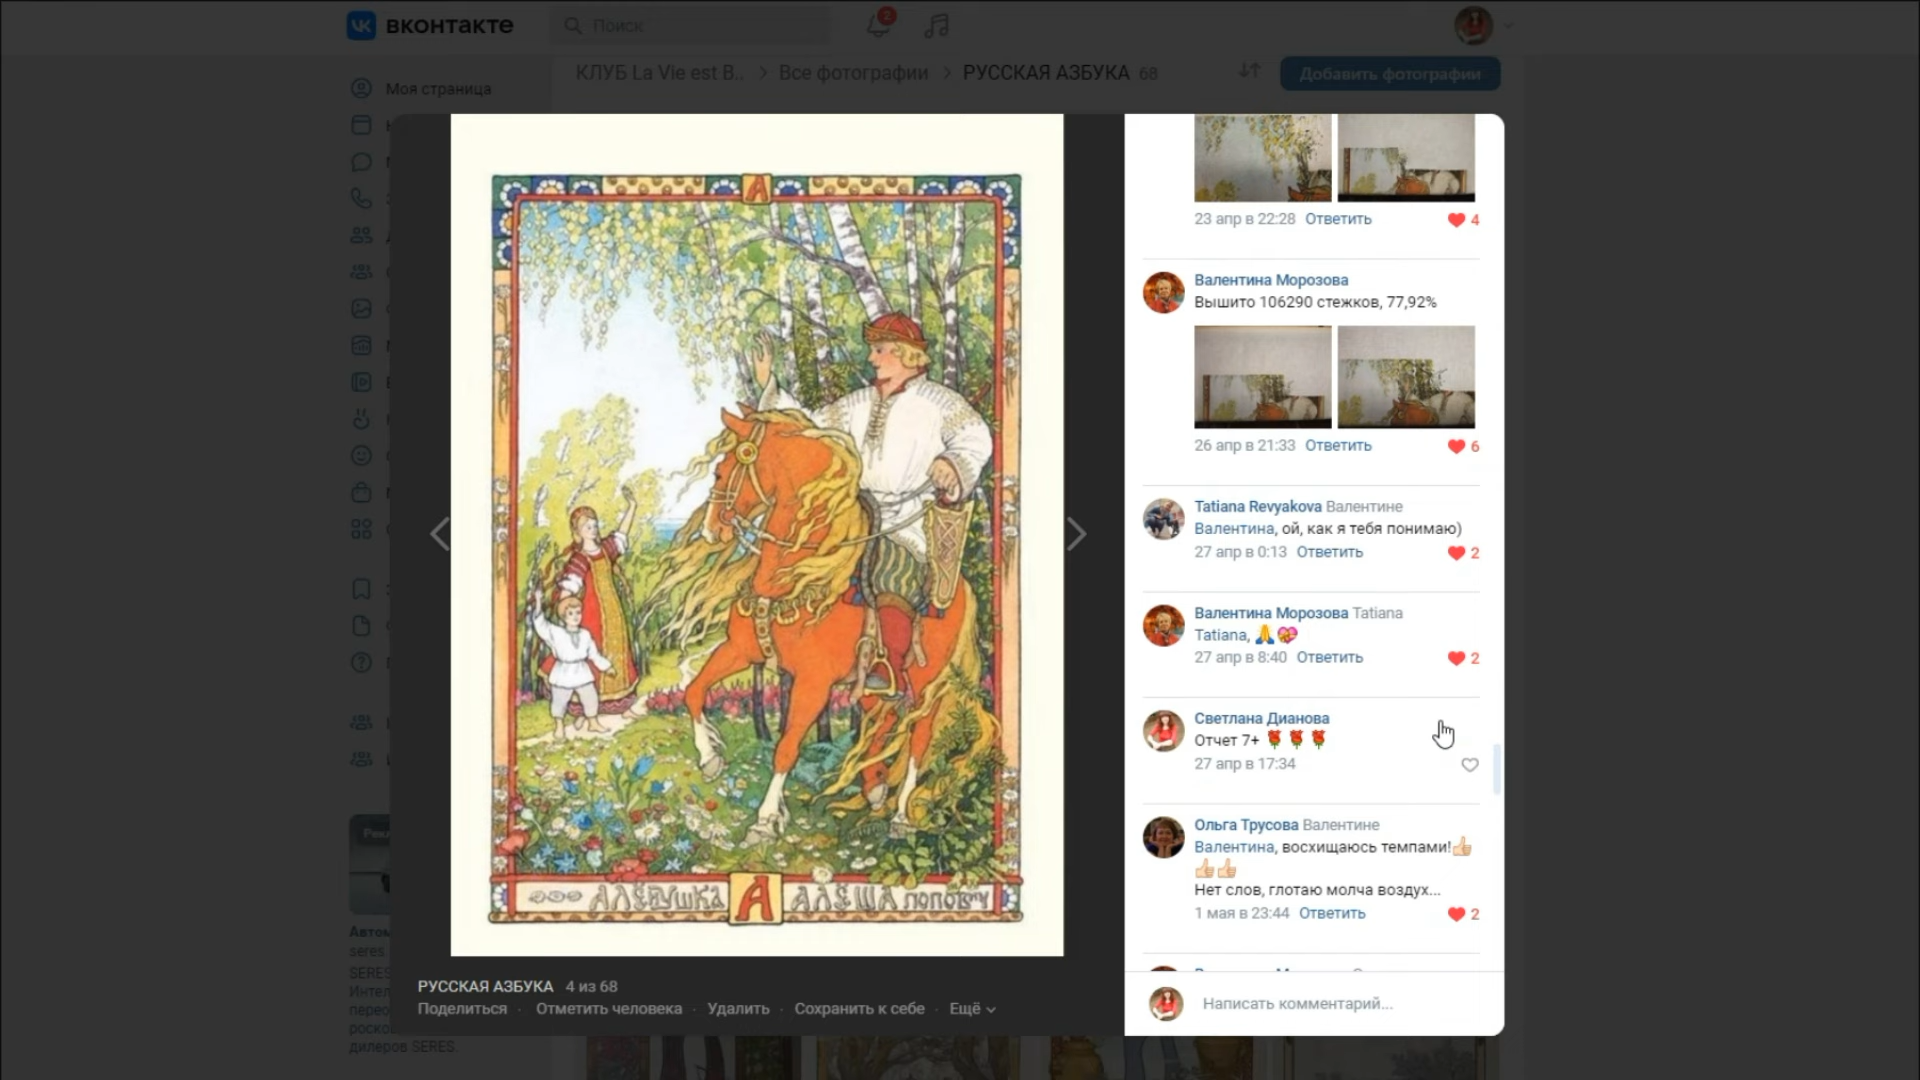 вконтакте
Поиск
2
КЛУБ La Vie est B.. > Все фотографии > РУССКАЯ АЗБУКА 68
Добавить фотографии
Моя страница
А
АЛЁНУШКА А АЛЁША ПОПОВИЧ
РУССКАЯ АЗБУКА 4 из 68
Поделиться · Отметить человека · Удалить · Сохранить к себе · Ещё
23 апр в 22:28 Ответить 4
Валентина Морозова
Вышито 106290 стежков, 77,92%
26 апр в 21:33 Ответить 6
Tatiana Revyakova Валентине
Валентина, ой, как я тебя понимаю)
27 апр в 0:13 Ответить 2
Валентина Морозова Tatiana
Tatiana, 🙏💝
27 апр в 8:40 Ответить 2
Светлана Дианова
Отчет 7+ 🌹🌹🌹
27 апр в 17:34
Ольга Трусова Валентине
Валентина, восхищаюсь темпами!👍🏻
👍🏻👍🏻
Нет слов, глотаю молча воздух...
1 мая в 23:44 Ответить 2
Написать комментарий...
seres.
SERES
дилеров SERES.